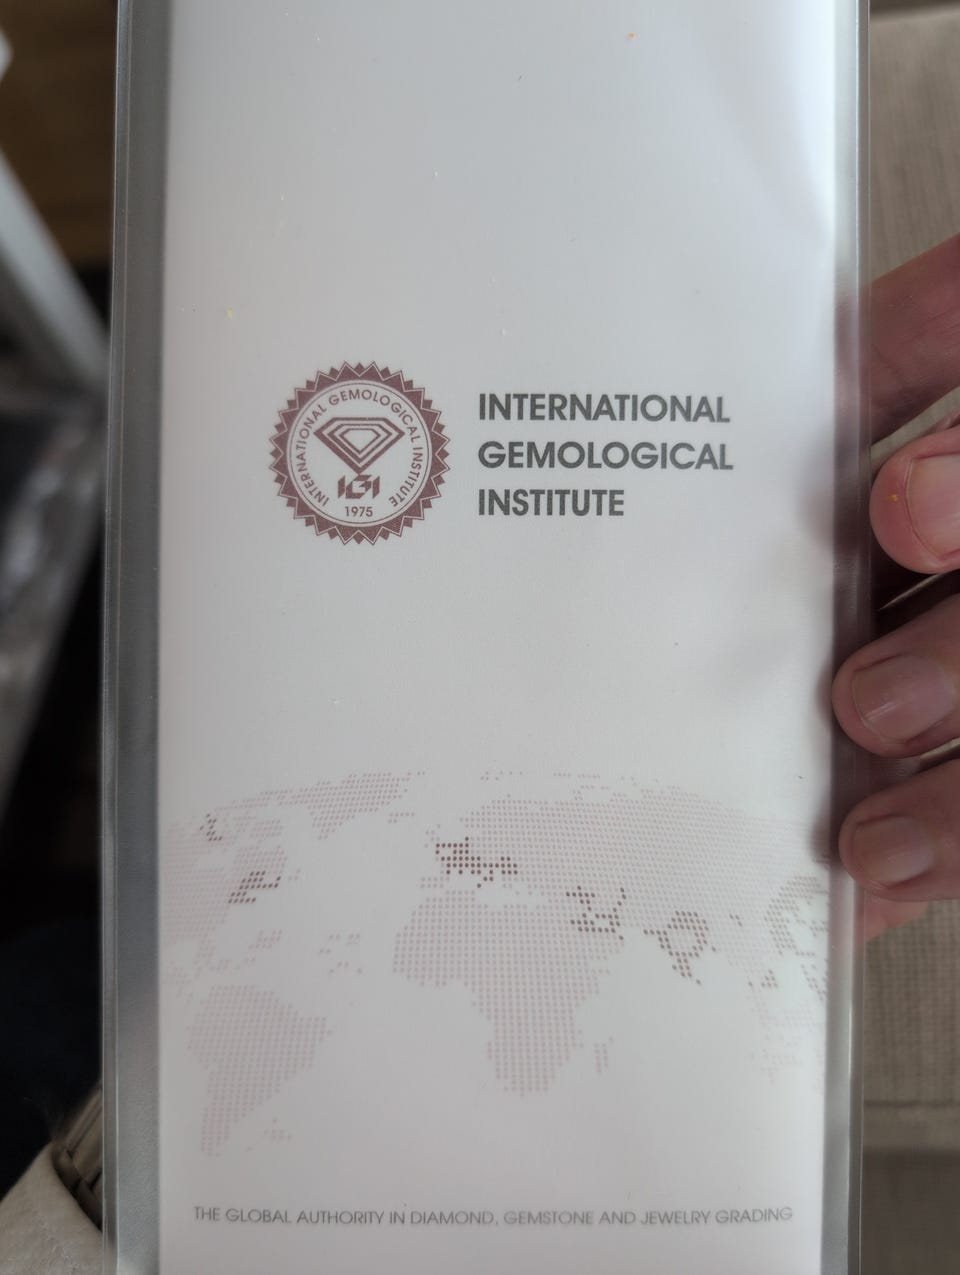 INTERNATIONAL GEMOLOGICAL INSTITUTE
IGI
1975
INTERNATIONAL
GEMOLOGICAL
INSTITUTE
THE GLOBAL AUTHORITY IN DIAMOND, GEMSTONE AND JEWELRY GRADING